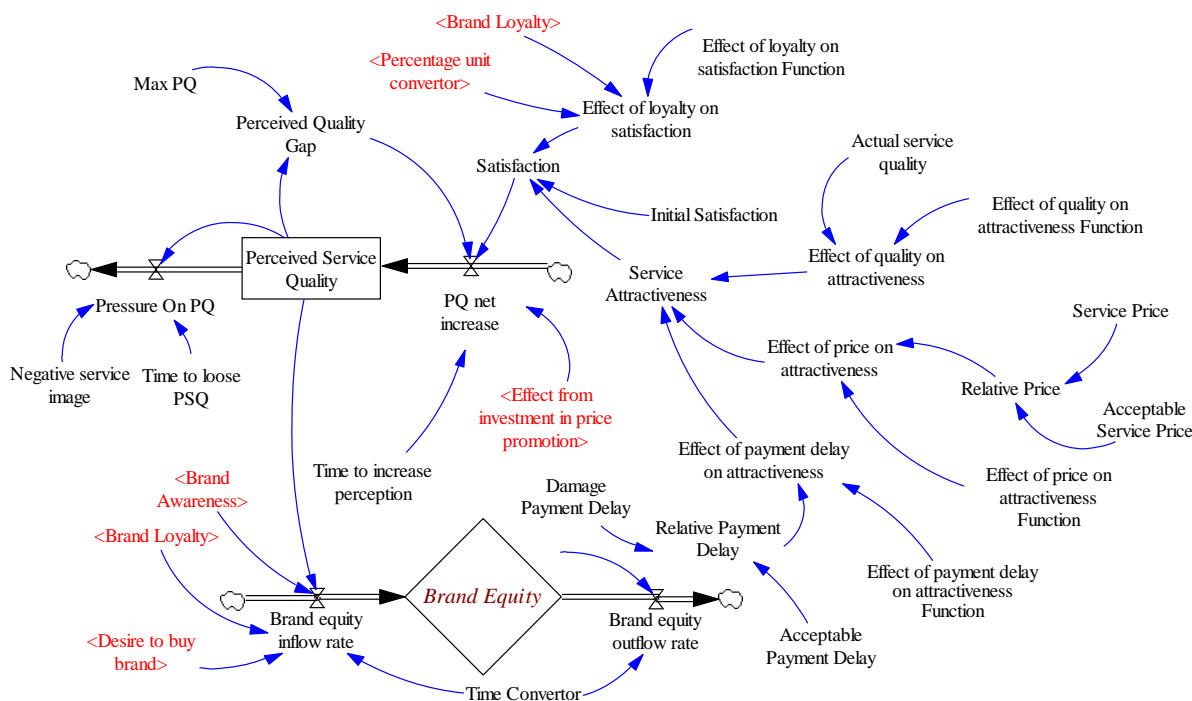 <Brand Loyalty>
Effect of loyalty on
satisfaction Function
<Percentage unit
convertor>
Max PQ
Effect of loyalty on
satisfaction
Perceived Quality
Gap
Actual service
quality
Satisfaction
Effect of quality on
attractiveness Function
Initial Satisfaction
Perceived Service
Quality
Effect of quality on
attractiveness
Service
Attractiveness
Pressure On PQ
PQ net
increase
Service Price
Effect of price on
attractiveness
Negative service
image
Time to loose
PSQ
Relative Price
<Effect from
investment in price
promotion>
Acceptable
Service Price
Effect of payment delay
on attractiveness
Time to increase
perception
Effect of price on
attractiveness
Function
<Brand
Awareness>
Damage
Payment Delay
<Brand Loyalty>
Relative Payment
Delay
Effect of payment delay
on attractiveness
Function
Brand Equity
Brand equity
inflow rate
Brand equity
outflow rate
<Desire to buy
brand>
Acceptable
Payment Delay
Time Convertor